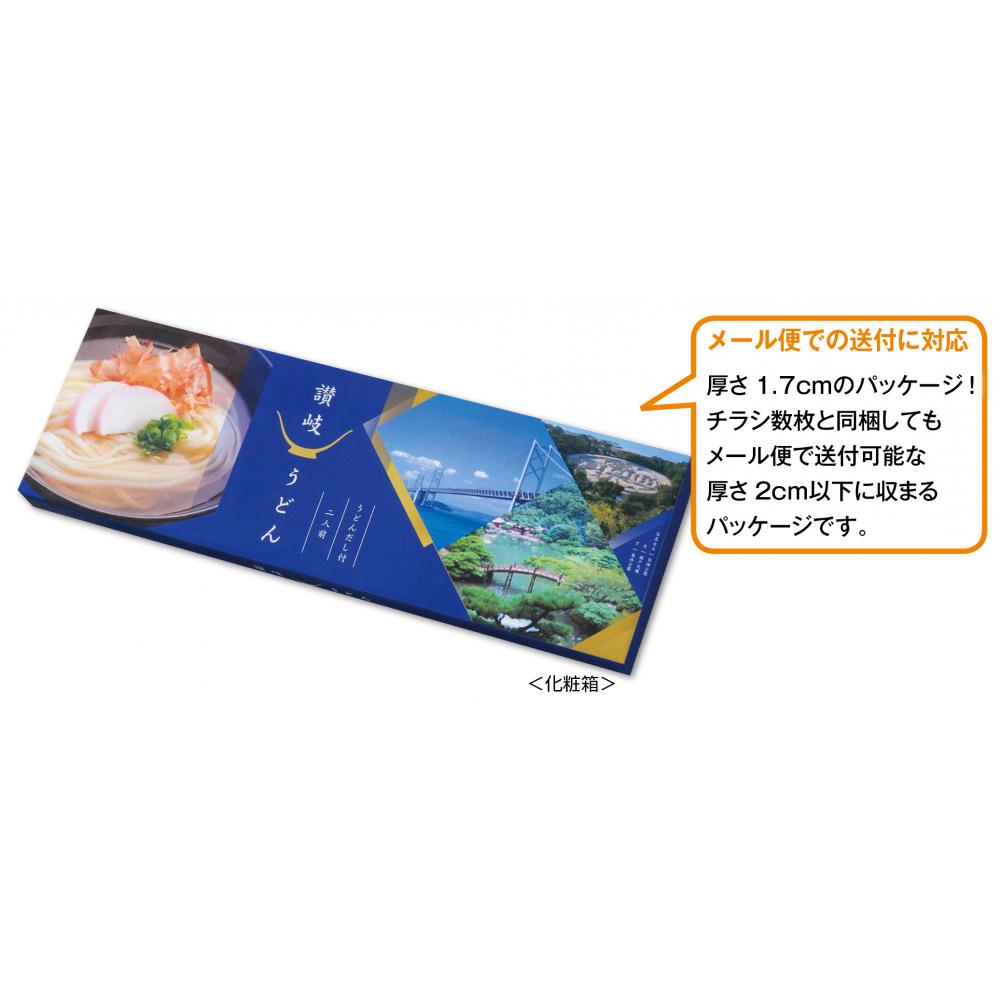 讃岐うどん
うどんだし付
二人前
メール便での送付に対応
厚さ1.7cmのパッケージ！
チラシ数枚と同梱しても
メール便で送付可能な
厚さ2cm以下に収まる
パッケージです。
＜化粧箱＞